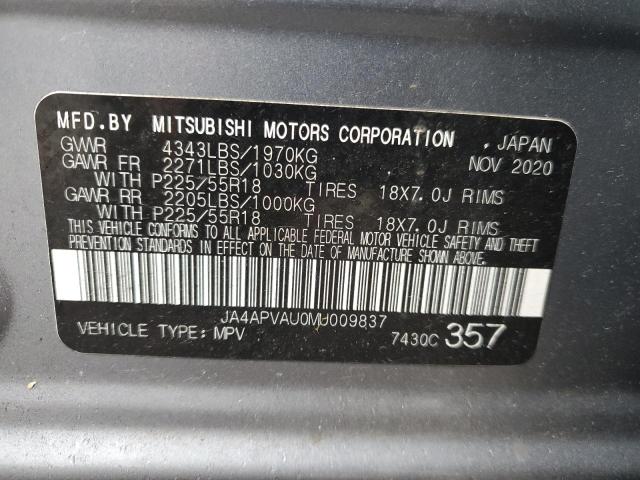 MFD.BY MITSUBISHI MOTORS CORPORATION . JAPAN
GWWR 4343LBS/1970KG NOV 2020
GAWR FR 2271LBS/1030KG
WITH P225/55R18 TIRES 18X7.0J RIMS
GAWR RR 2205LBS/1000KG
WITH P225/55R18 TIRES 18X7.0J RIMS
THIS VEHICLE CONFORMS TO ALL APPLICABLE FEDERAL MOTOR VEHICLE SAFETY AND THEFT
PREVENTION STANDARDS IN EFFECT ON THE DATE OF MANUFACTURE SHOWN ABOVE.
JA4APVAU0MU009837
VEHICLE TYPE: MPV 7430C 357